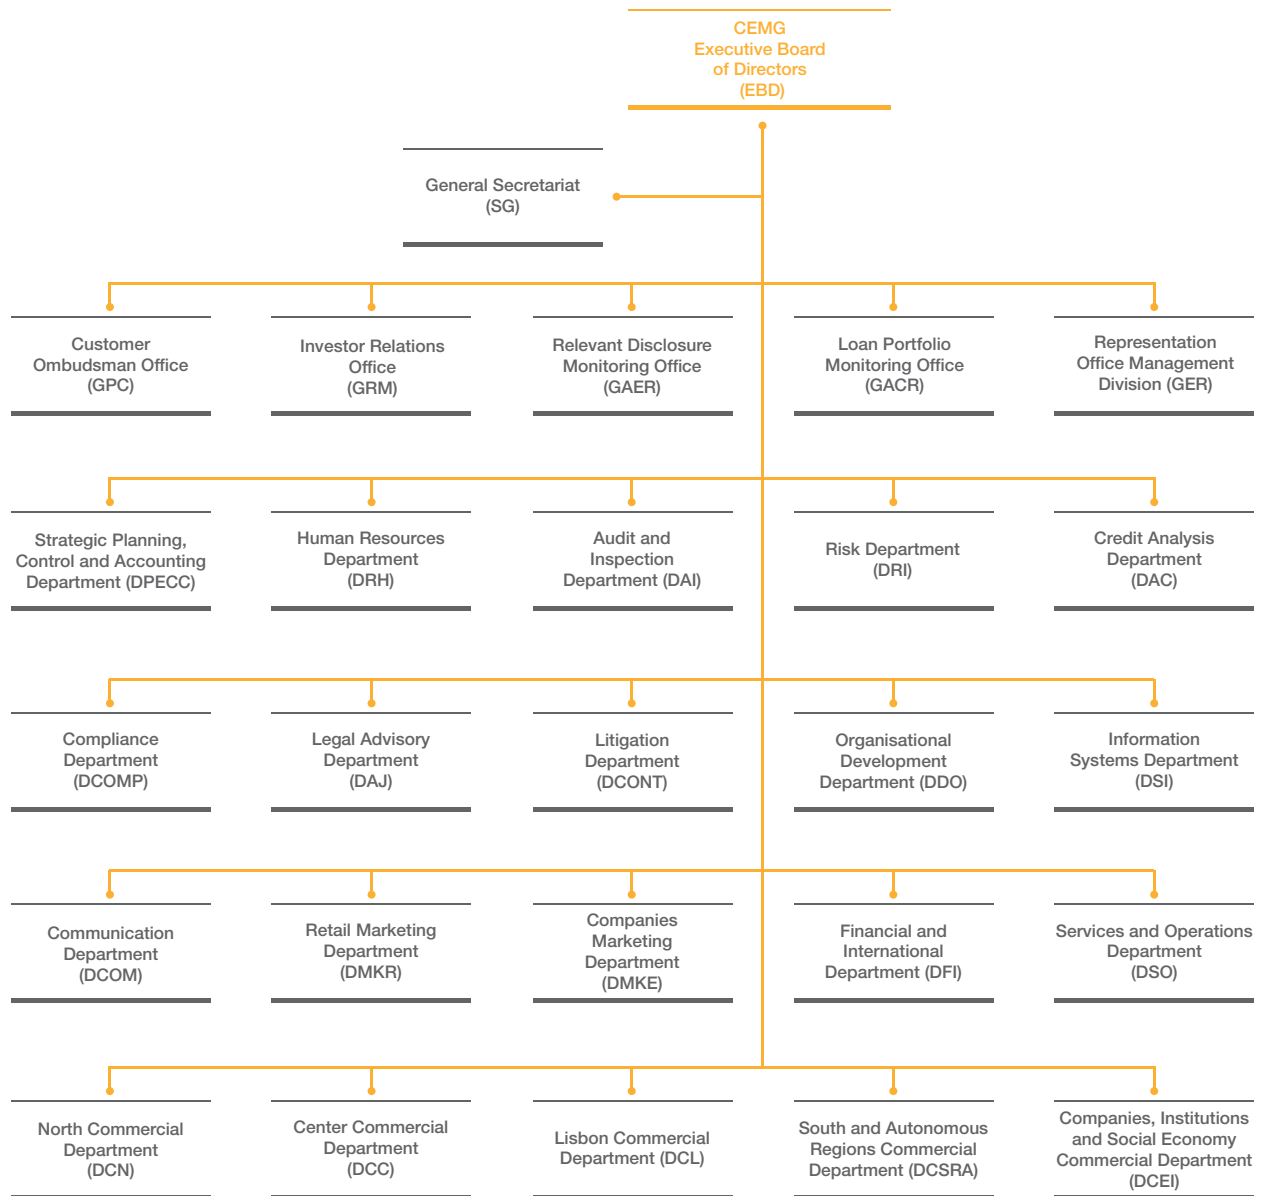 CEMG
Executive Board
of Directors
(EBD)
General Secretariat
(SG)
Customer
Ombudsman Office
(GPC)
Investor Relations
Office
(GRM)
Relevant Disclosure
Monitoring Office
(GAER)
Loan Portfolio
Monitoring Office
(GACR)
Representation
Office Management
Division (GER)
Strategic Planning,
Control and Accounting
Department (DPECC)
Human Resources
Department
(DRH)
Audit and
Inspection
Department (DAI)
Risk Department
(DRI)
Credit Analysis
Department
(DAC)
Compliance
Department
(DCOMP)
Legal Advisory
Department
(DAJ)
Litigation
Department
(DCONT)
Organisational
Development
Department (DDO)
Information
Systems Department
(DSI)
Communication
Department
(DCOM)
Retail Marketing
Department
(DMKR)
Companies
Marketing
Department
(DMKE)
Financial and
International
Department (DFI)
Services and Operations
Department
(DSO)
North Commercial
Department
(DCN)
Center Commercial
Department
(DCC)
Lisbon Commercial
Department (DCL)
South and Autonomous
Regions Commercial
Department (DCSRA)
Companies, Institutions
and Social Economy
Commercial Department
(DCEI)